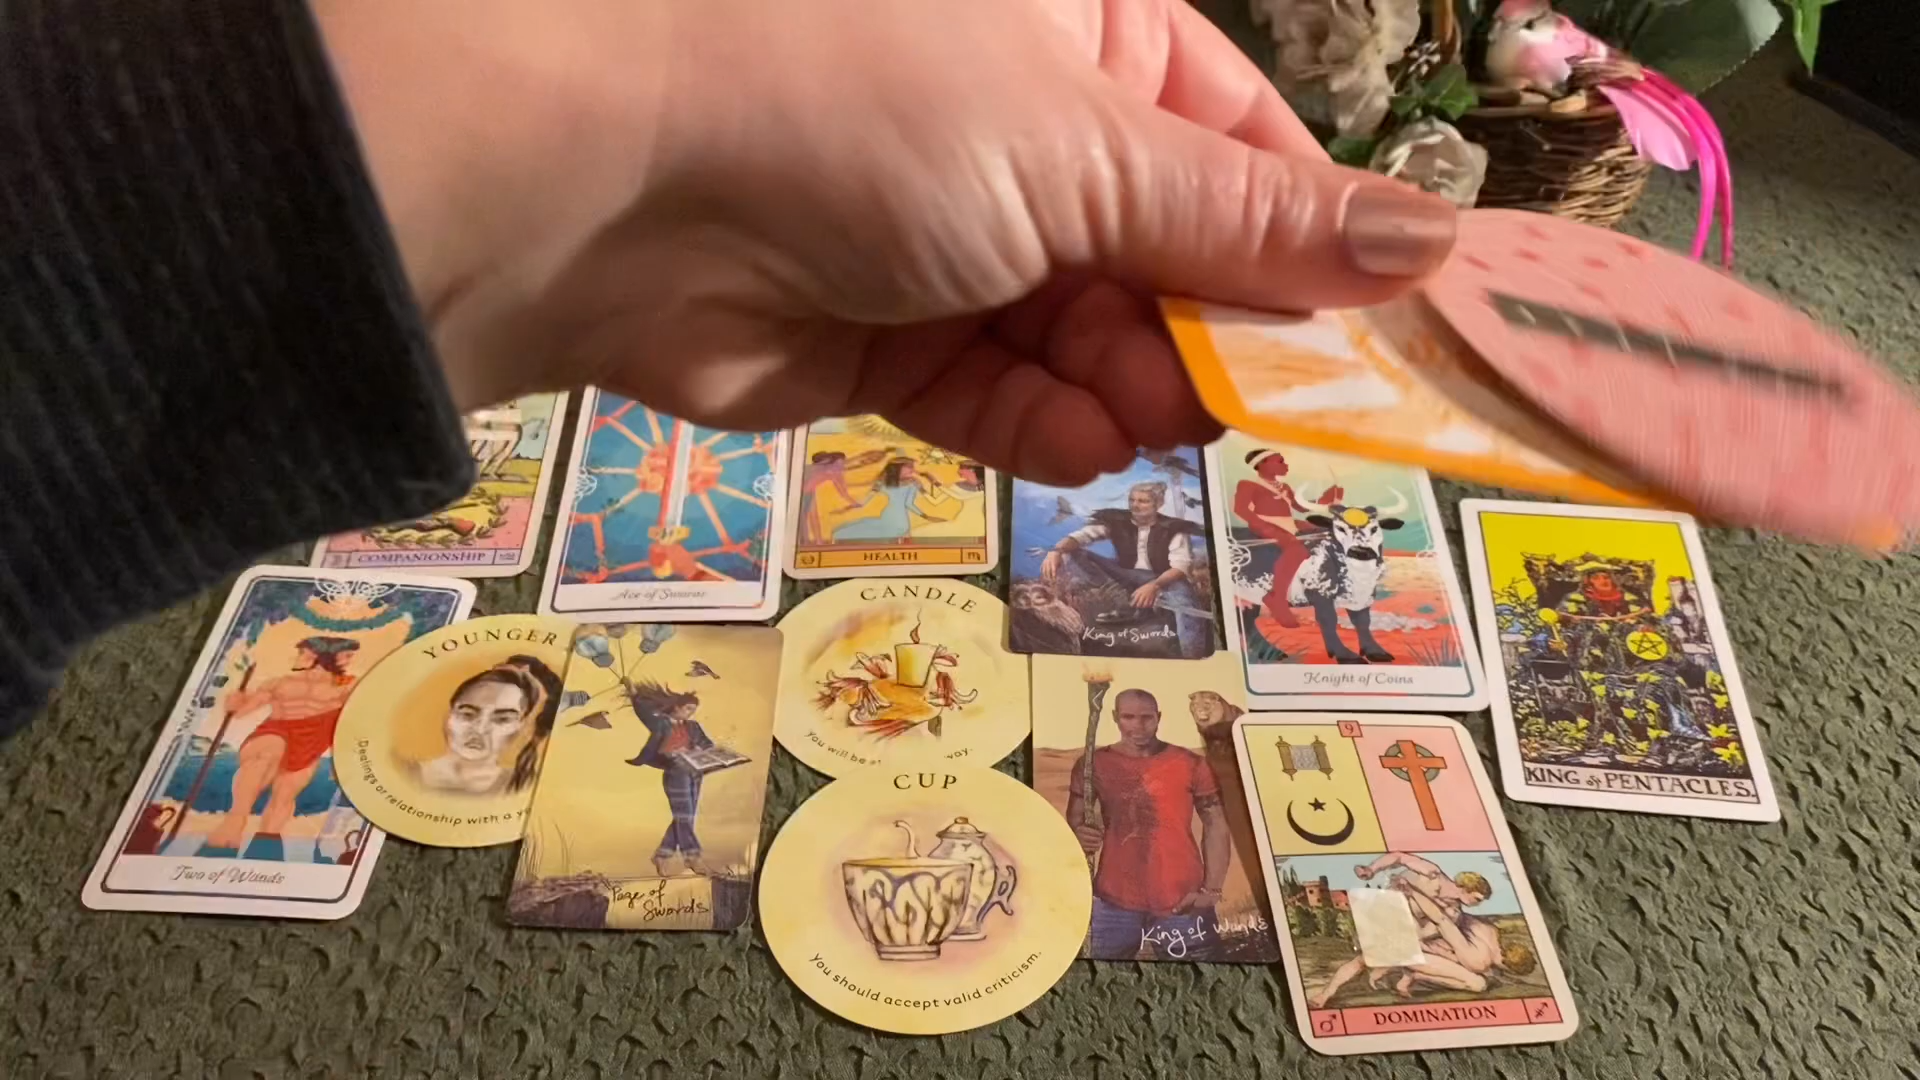 COMPANIONSHIP
Ace of Swords
HEALTH
King of Swords
Knight of Coins
KING of PENTACLES.
Two of Wands
YOUNGER
Dealings or relationship with a
Page of
Swords
CANDLE
You will be
way.
CUP
You should accept valid criticism.
King of Wands
9
DOMINATION